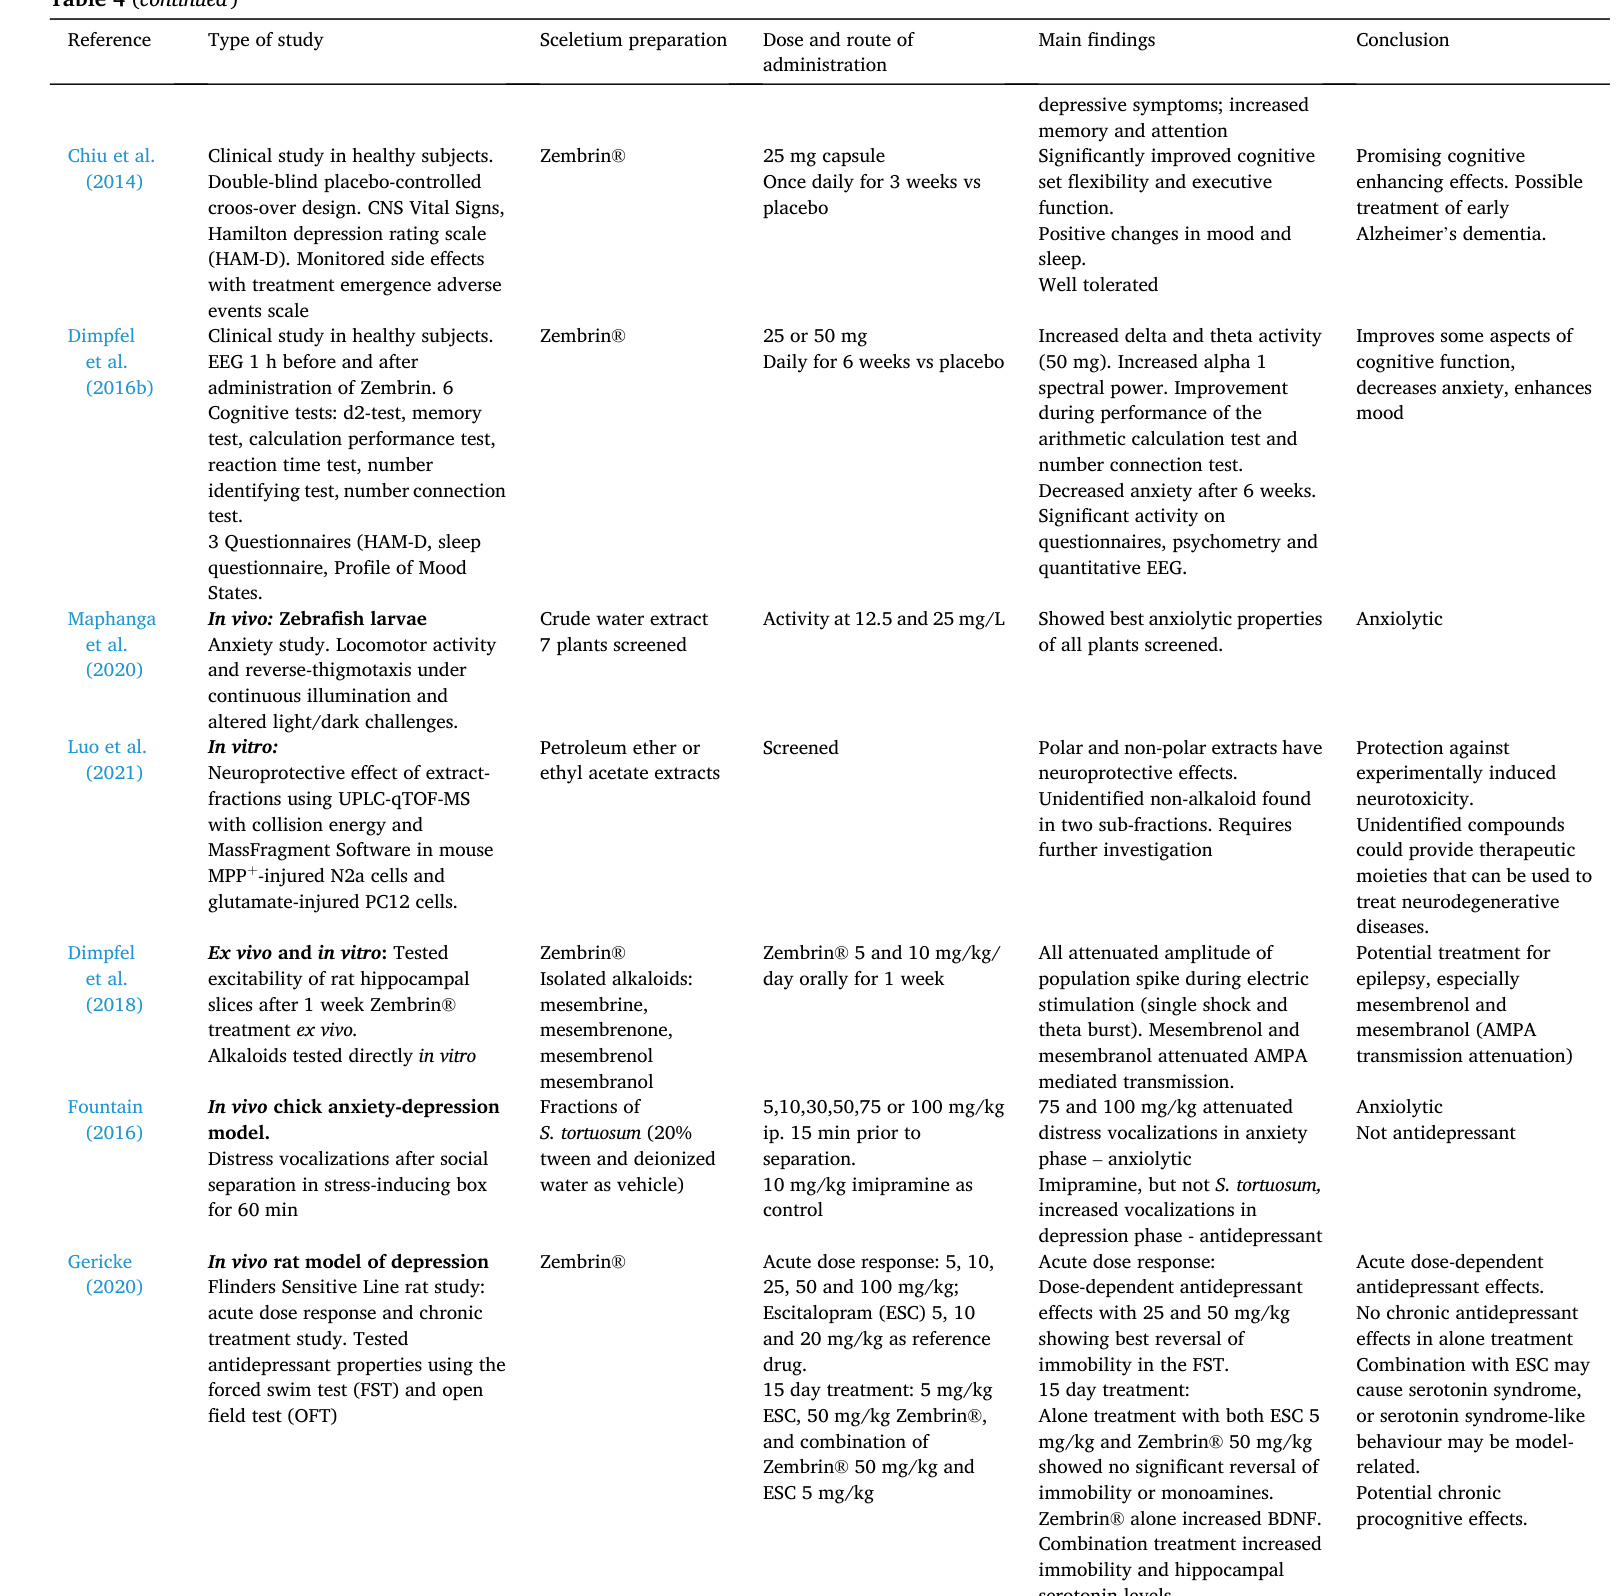 Table 4 (continued)
Reference
Type of study
Sceletium preparation
Dose and route of
administration
Main findings
Conclusion
depressive symptoms; increased
memory and attention
Chiu et al.
(2014)
Clinical study in healthy subjects.
Double-blind placebo-controlled
croos-over design. CNS Vital Signs,
Hamilton depression rating scale
(HAM-D). Monitored side effects
with treatment emergence adverse
events scale
Zembrin®
25 mg capsule
Once daily for 3 weeks vs
placebo
Significantly improved cognitive
set flexibility and executive
function.
Positive changes in mood and
sleep.
Well tolerated
Promising cognitive
enhancing effects. Possible
treatment of early
Alzheimer's dementia.
Dimpfel
et al.
(2016b)
Clinical study in healthy subjects.
EEG 1 h before and after
administration of Zembrin. 6
Cognitive tests: d2-test, memory
test, calculation performance test,
reaction time test, number
identifying test, number connection
test.
3 Questionnaires (HAM-D, sleep
questionnaire, Profile of Mood
States.
Zembrin®
25 or 50 mg
Daily for 6 weeks vs placebo
Increased delta and theta activity
(50 mg). Increased alpha 1
spectral power. Improvement
during performance of the
arithmetic calculation test and
number connection test.
Decreased anxiety after 6 weeks.
Significant activity on
questionnaires, psychometry and
quantitative EEG.
Improves some aspects of
cognitive function,
decreases anxiety, enhances
mood
Maphanga
et al.
(2020)
In vivo: Zebrafish larvae
Anxiety study. Locomotor activity
and reverse-thigmotaxis under
continuous illumination and
altered light/dark challenges.
Crude water extract
7 plants screened
Activity at 12.5 and 25 mg/L
Showed best anxiolytic properties
of all plants screened.
Anxiolytic
Luo et al.
(2021)
In vitro:
Neuroprotective effect of extract-
fractions using UPLC-qTOF-MS
with collision energy and
MassFragment Software in mouse
MPP⁺-injured N2a cells and
glutamate-injured PC12 cells.
Petroleum ether or
ethyl acetate extracts
Screened
Polar and non-polar extracts have
neuroprotective effects.
Unidentified non-alkaloid found
in two sub-fractions. Requires
further investigation
Protection against
experimentally induced
neurotoxicity.
Unidentified compounds
could provide therapeutic
moieties that can be used to
treat neurodegenerative
diseases.
Dimpfel
et al.
(2018)
Ex vivo and in vitro: Tested
excitability of rat hippocampal
slices after 1 week Zembrin®
treatment ex vivo.
Alkaloids tested directly in vitro
Zembrin®
Isolated alkaloids:
mesembrine,
mesembrenone,
mesembrenol
mesembranol
Zembrin® 5 and 10 mg/kg/
day orally for 1 week
All attenuated amplitude of
population spike during electric
stimulation (single shock and
theta burst). Mesembrenol and
mesembranol attenuated AMPA
mediated transmission.
Potential treatment for
epilepsy, especially
mesembrenol and
mesembranol (AMPA
transmission attenuation)
Fountain
(2016)
In vivo chick anxiety-depression
model.
Distress vocalizations after social
separation in stress-inducing box
for 60 min
Fractions of
S. tortuosum (20%
tween and deionized
water as vehicle)
5,10,30,50,75 or 100 mg/kg
ip. 15 min prior to
separation.
10 mg/kg imipramine as
control
75 and 100 mg/kg attenuated
distress vocalizations in anxiety
phase – anxiolytic
Imipramine, but not S. tortuosum,
increased vocalizations in
depression phase - antidepressant
Anxiolytic
Not antidepressant
Gericke
(2020)
In vivo rat model of depression
Flinders Sensitive Line rat study:
acute dose response and chronic
treatment study. Tested
antidepressant properties using the
forced swim test (FST) and open
field test (OFT)
Zembrin®
Acute dose response: 5, 10,
25, 50 and 100 mg/kg;
Escitalopram (ESC) 5, 10
and 20 mg/kg as reference
drug.
15 day treatment: 5 mg/kg
ESC, 50 mg/kg Zembrin®,
and combination of
Zembrin® 50 mg/kg and
ESC 5 mg/kg
Acute dose response:
Dose-dependent antidepressant
effects with 25 and 50 mg/kg
showing best reversal of
immobility in the FST.
15 day treatment:
Alone treatment with both ESC 5
mg/kg and Zembrin® 50 mg/kg
showed no significant reversal of
immobility or monoamines.
Zembrin® alone increased BDNF.
Combination treatment increased
immobility and hippocampal
serotonin levels
Acute dose-dependent
antidepressant effects.
No chronic antidepressant
effects in alone treatment
Combination with ESC may
cause serotonin syndrome,
or serotonin syndrome-like
behaviour may be model-
related.
Potential chronic
procognitive effects.